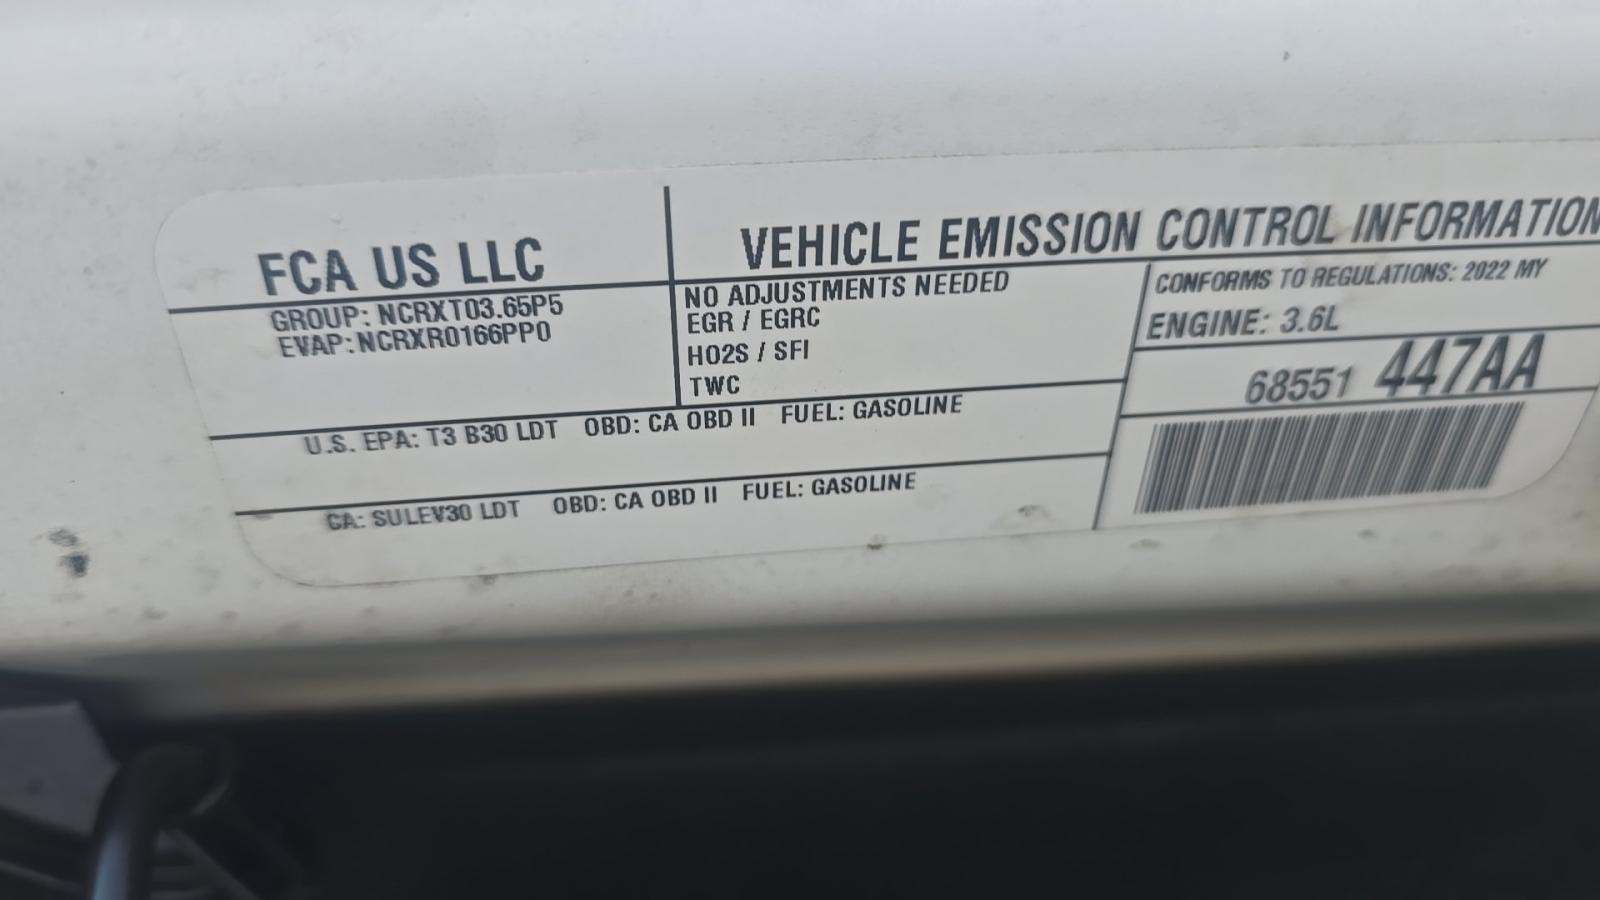 FCA US LLC
VEHICLE EMISSION CONTROL INFORMATION
GROUP: NCRXT03.65P5
EVAP: NCRXR0166PP0
NO ADJUSTMENTS NEEDED
EGR / EGRC
HO2S / SFI
TWC
CONFORMS TO REGULATIONS: 2022 MY
ENGINE: 3.6L
68551 447AA
U.S. EPA: T3 B30 LDT OBD: CA OBD II FUEL: GASOLINE
CA: SULEV30 LDT OBD: CA OBD II FUEL: GASOLINE